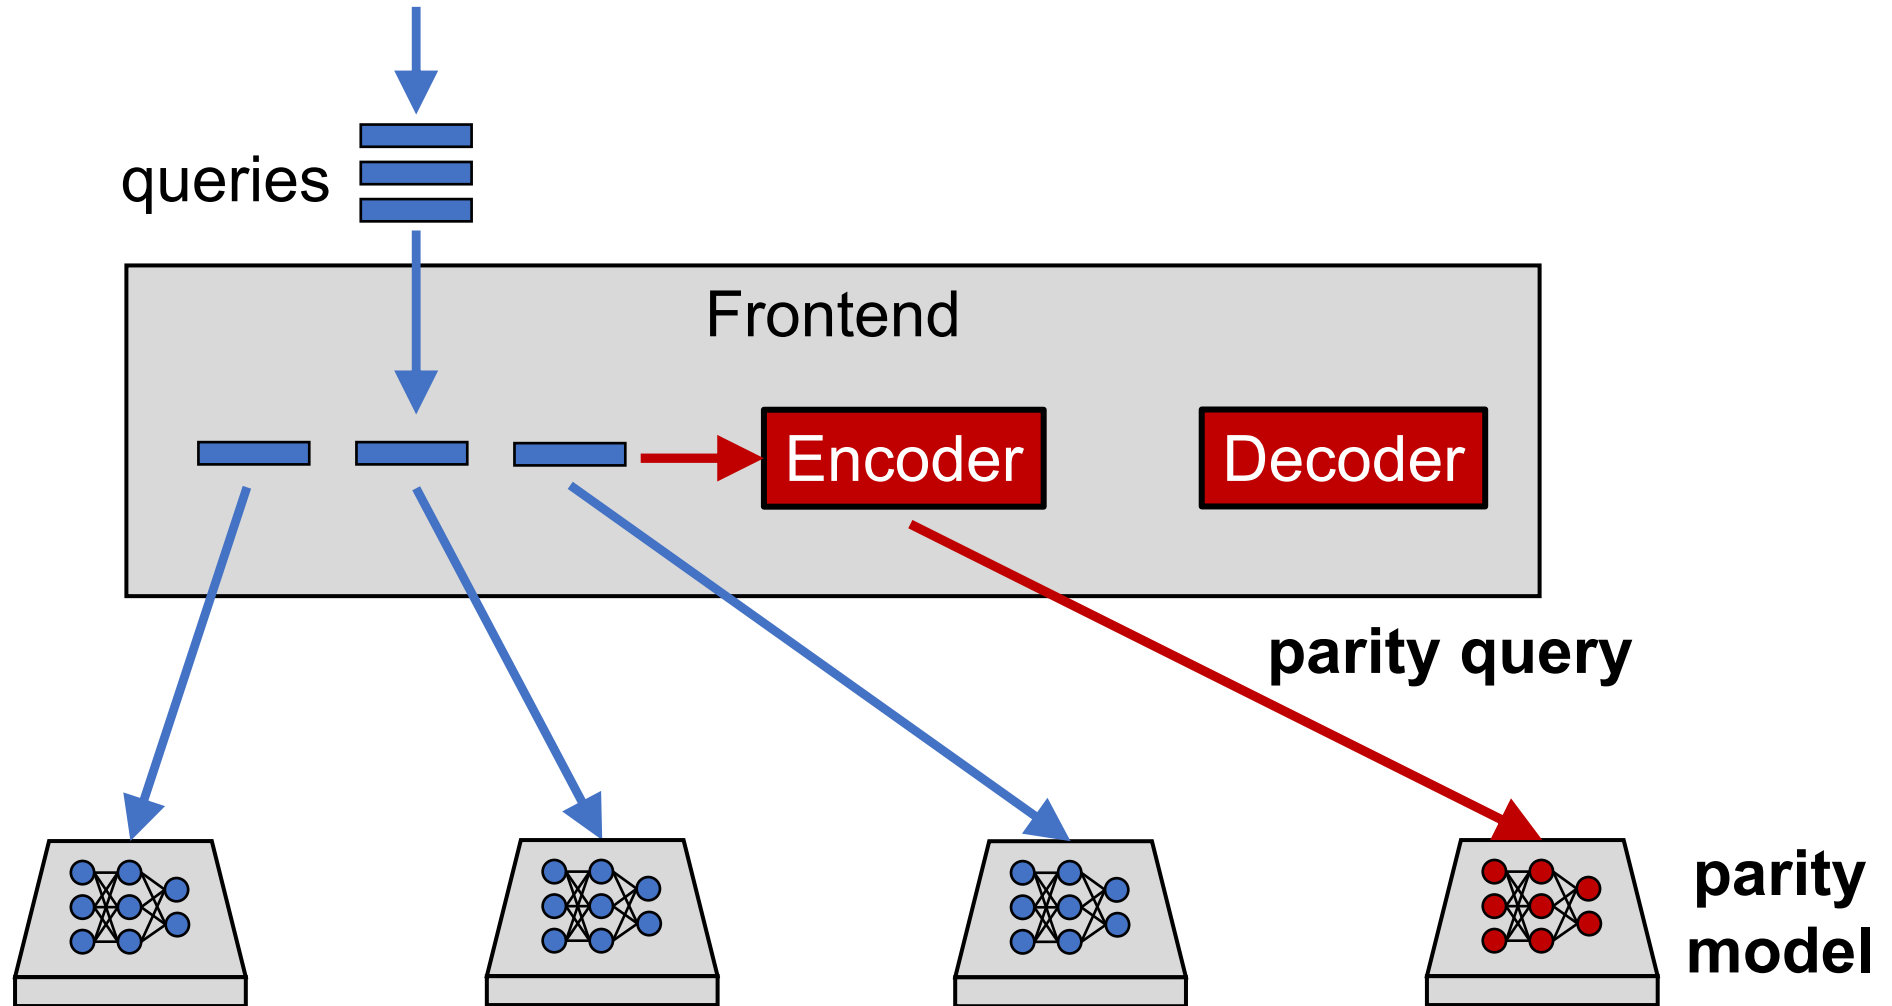 queries
Frontend
Encoder
Decoder
parity query
parity
model